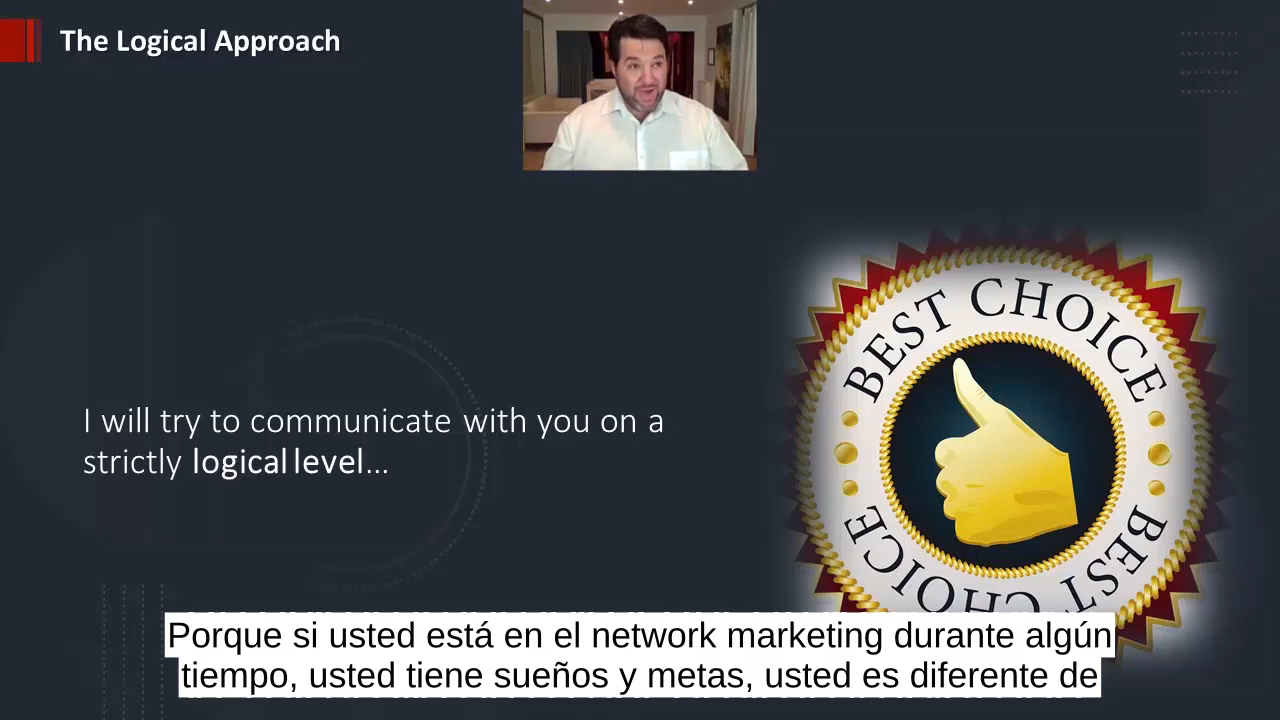 The Logical Approach
BEST CHOICE
I will try to communicate with you on a
strictly logical level...
BEST CHOICE
Porque si usted está en el network marketing durante algún
tiempo, usted tiene sueños y metas, usted es diferente de